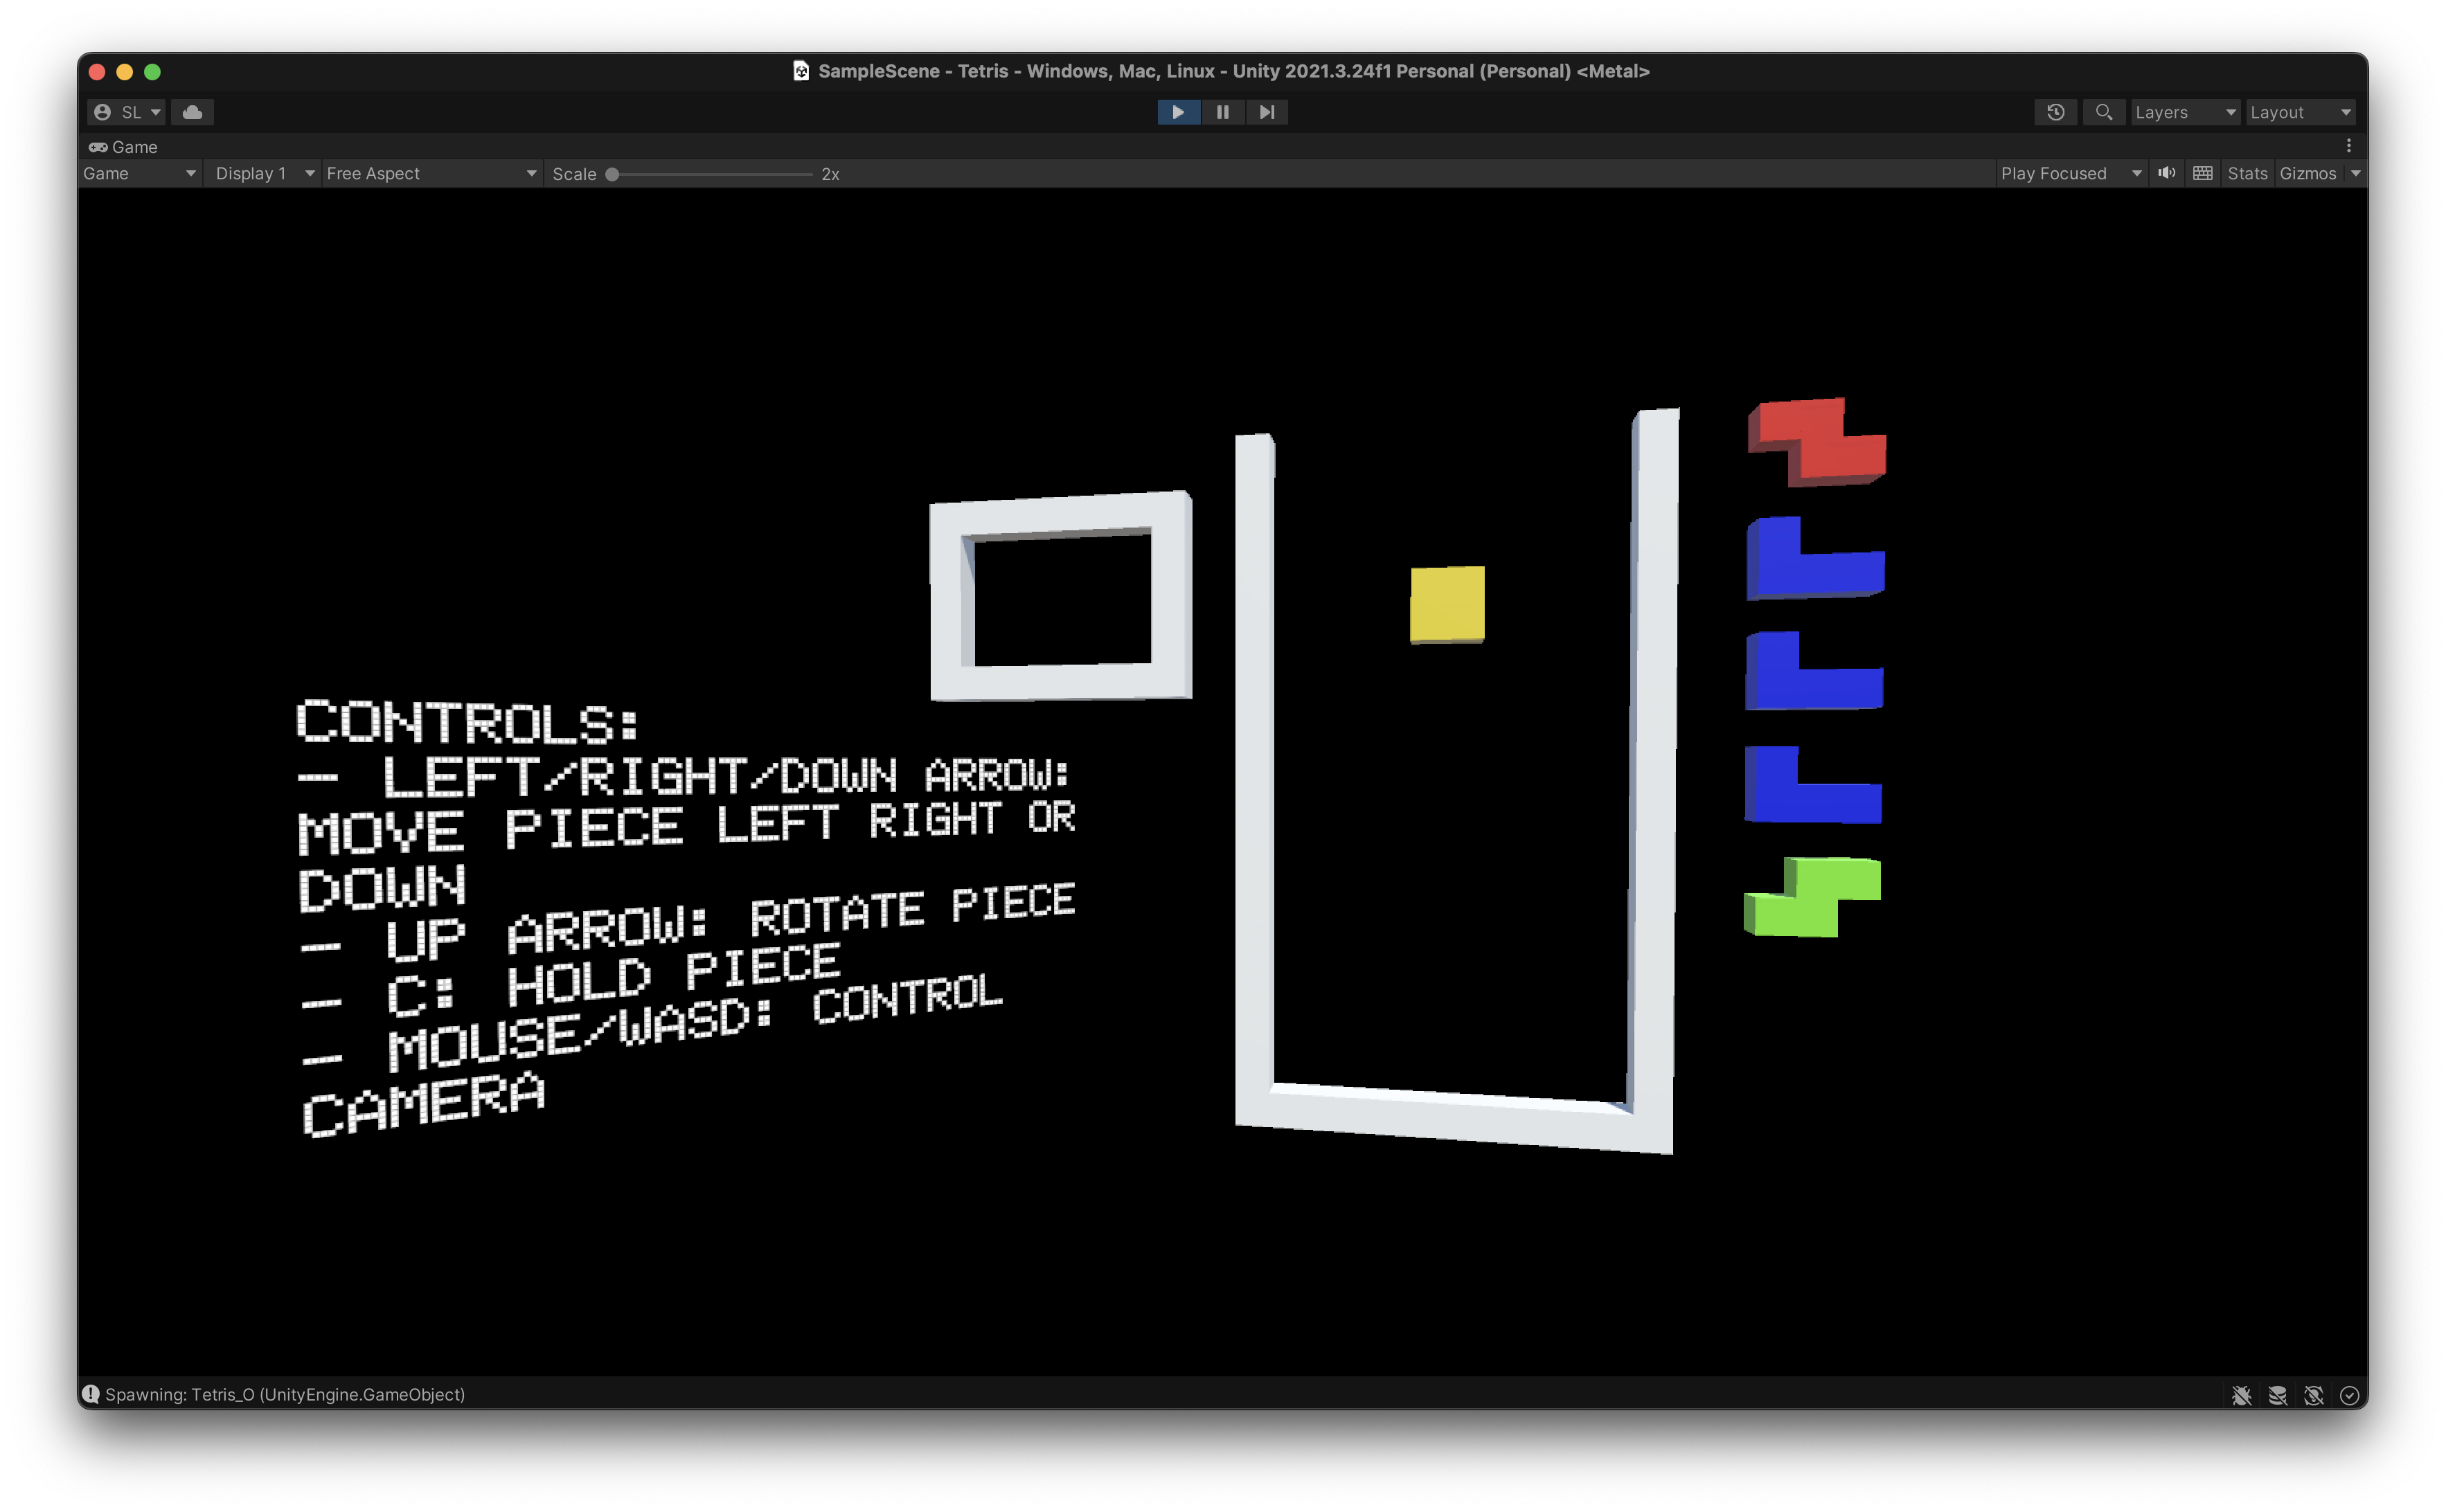 SampleScene - Tetris - Windows, Mac, Linux - Unity 2021.3.24f1 Personal (Personal) <Metal>
SL Layers Layout
Game
Game Display 1 Free Aspect Scale 2x Play Focused Stats Gizmos
CONTROLS:
- LEFT/RIGHT/DOWN ARROW:
MOVE PIECE LEFT RIGHT OR
DOWN
- UP ARROW: ROTATE PIECE
- C: HOLD PIECE
- MOUSE/WASD: CONTROL
CAMERA
Spawning: Tetris_O (UnityEngine.GameObject)